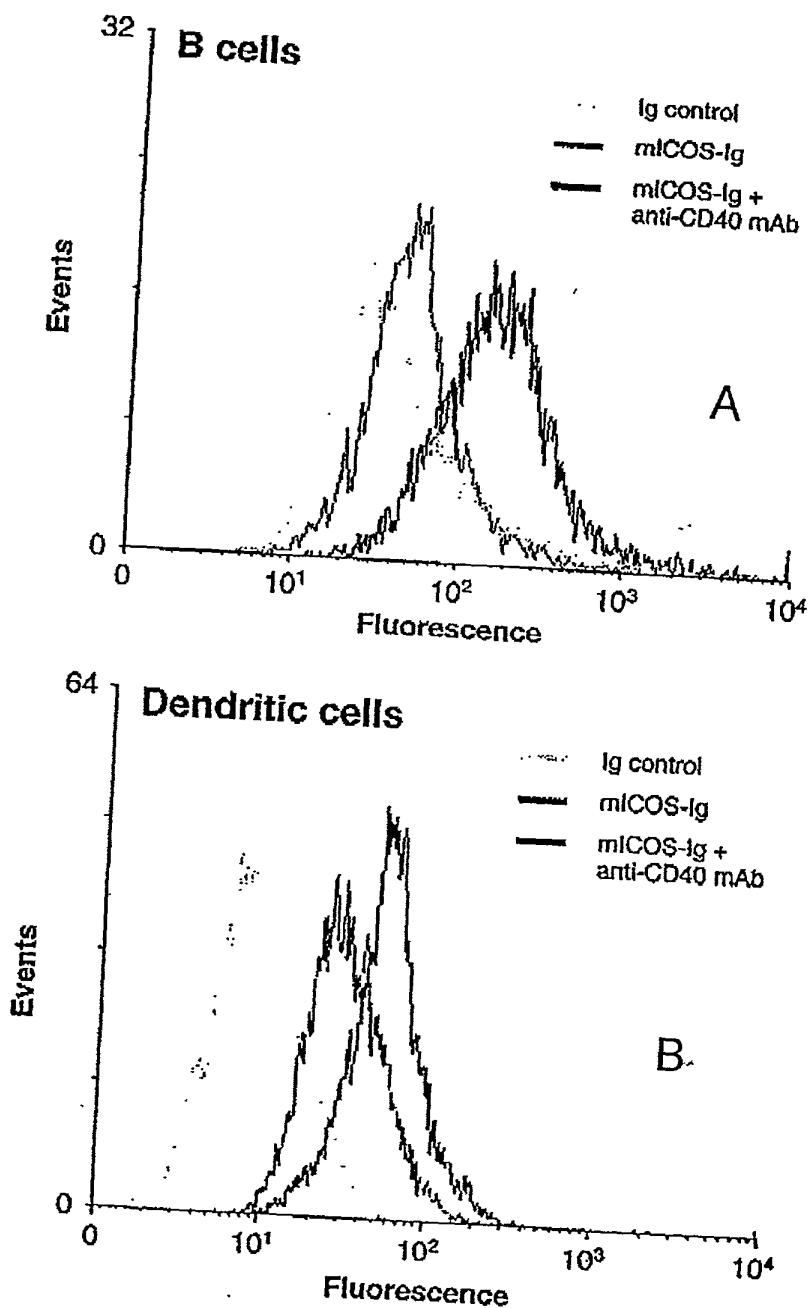 32
B cells
Ig control
mICOS-Ig
mICOS-Ig +
anti-CD40 mAb
Events
A
0
0
10¹
10²
10³
10⁴
Fluorescence
64
Dendritic cells
Ig control
mICOS-Ig
mICOS-Ig +
anti-CD40 mAb
Events
B
0
0
10¹
10²
10³
10⁴
Fluorescence